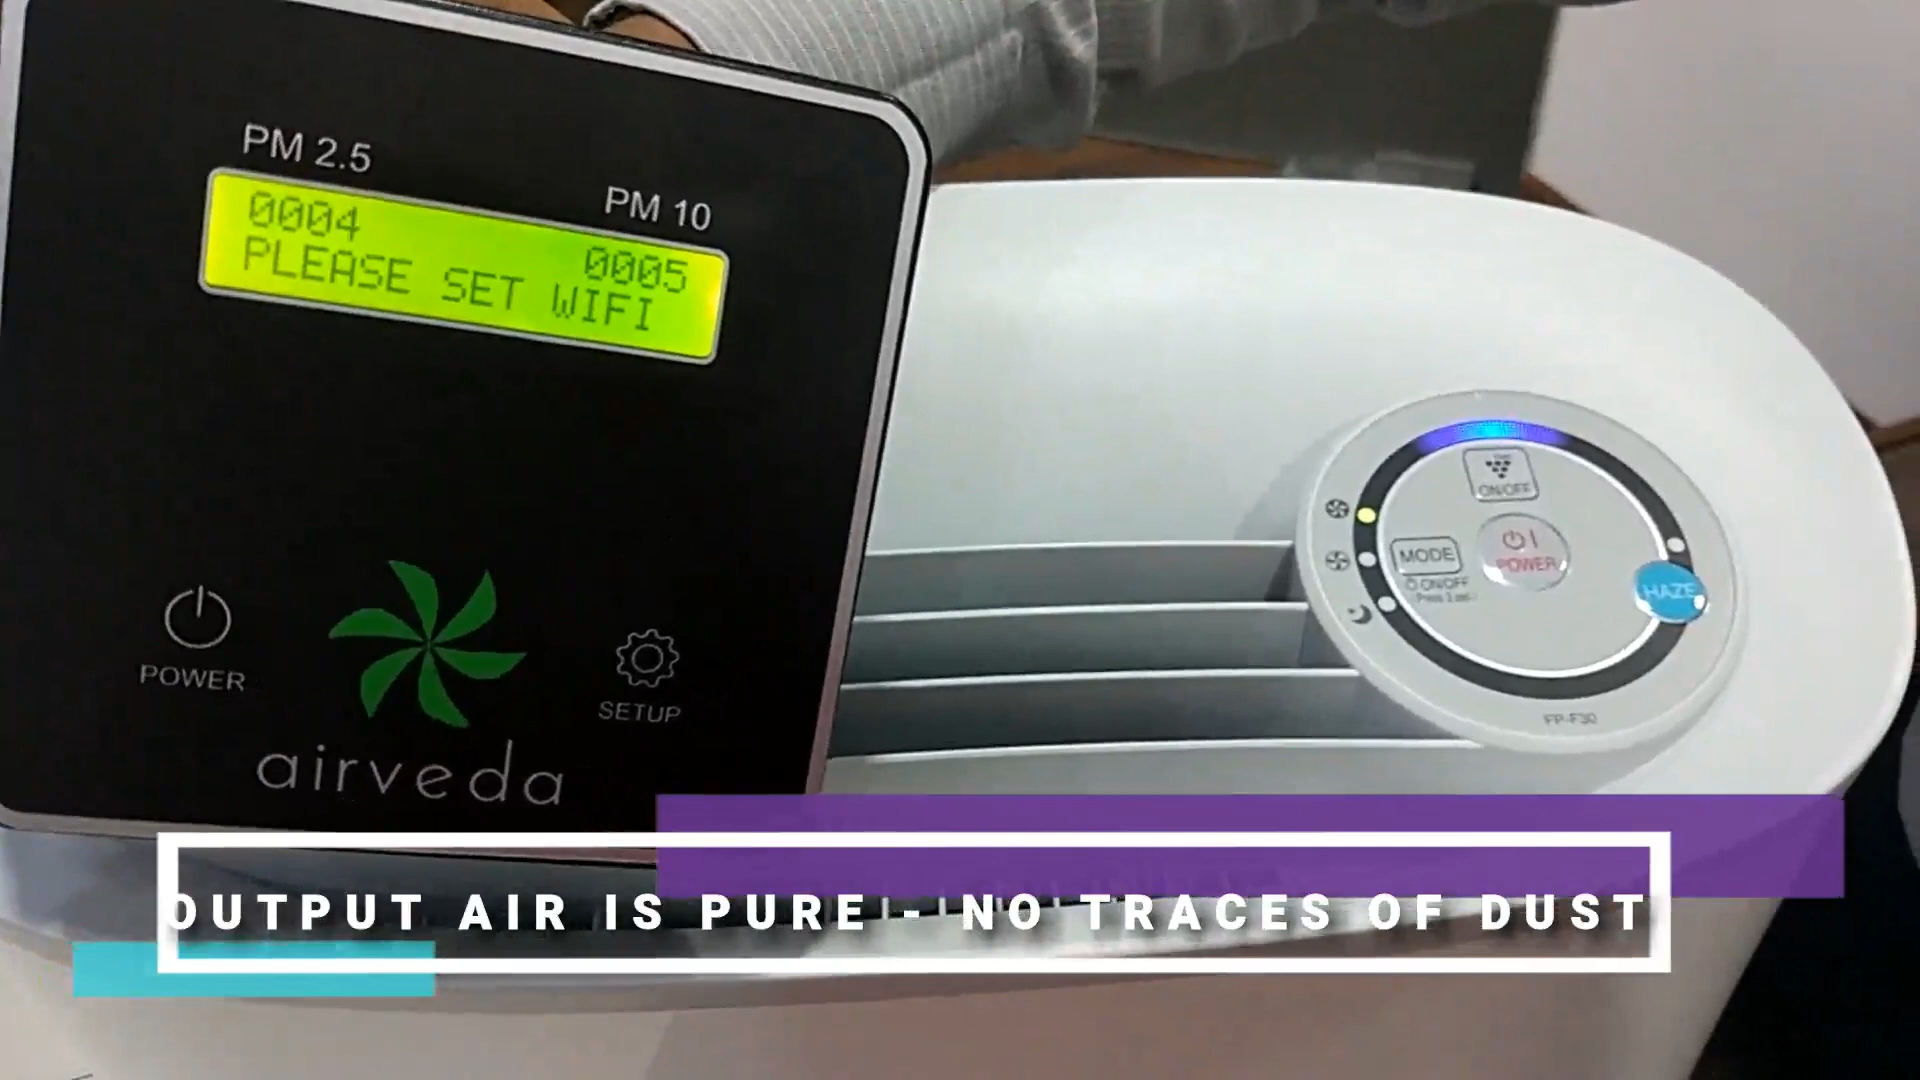 PM 2.5
PM 10
0004 0005
PLEASE SET WIFI
POWER
SETUP
airveda
ON/OFF
MODE
ON/OFF
POWER
HAZE
FP-F30
OUTPUT AIR IS PURE - NO TRACES OF DUST